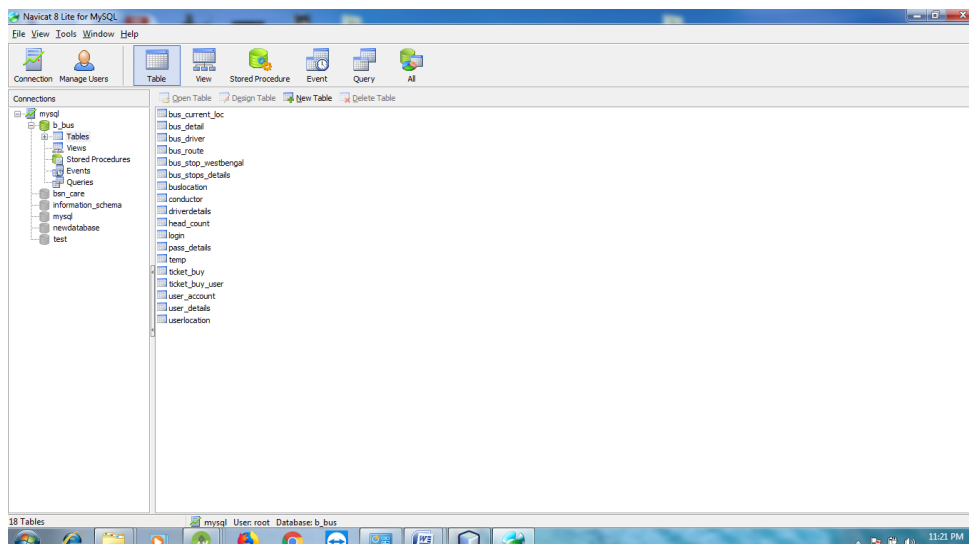 Navicat 8 Lite for MySQL
File View Tools Window Help
Connection Manage Users Table View Stored Procedure Event Query All
Connections
Open Table Design Table New Table Delete Table
mysql
b_bus
Tables
Views
Stored Procedures
Events
Queries
bsn_care
information_schema
mysql
newdatabase
test
bus_current_loc
bus_detail
bus_driver
bus_route
bus_stop_westbengal
bus_stops_details
buslocation
conductor
driverdetails
head_count
login
pass_details
temp
ticket_buy
ticket_buy_user
user_account
user_details
userlocation
18 Tables mysql User: root Database: b_bus
11:21 PM